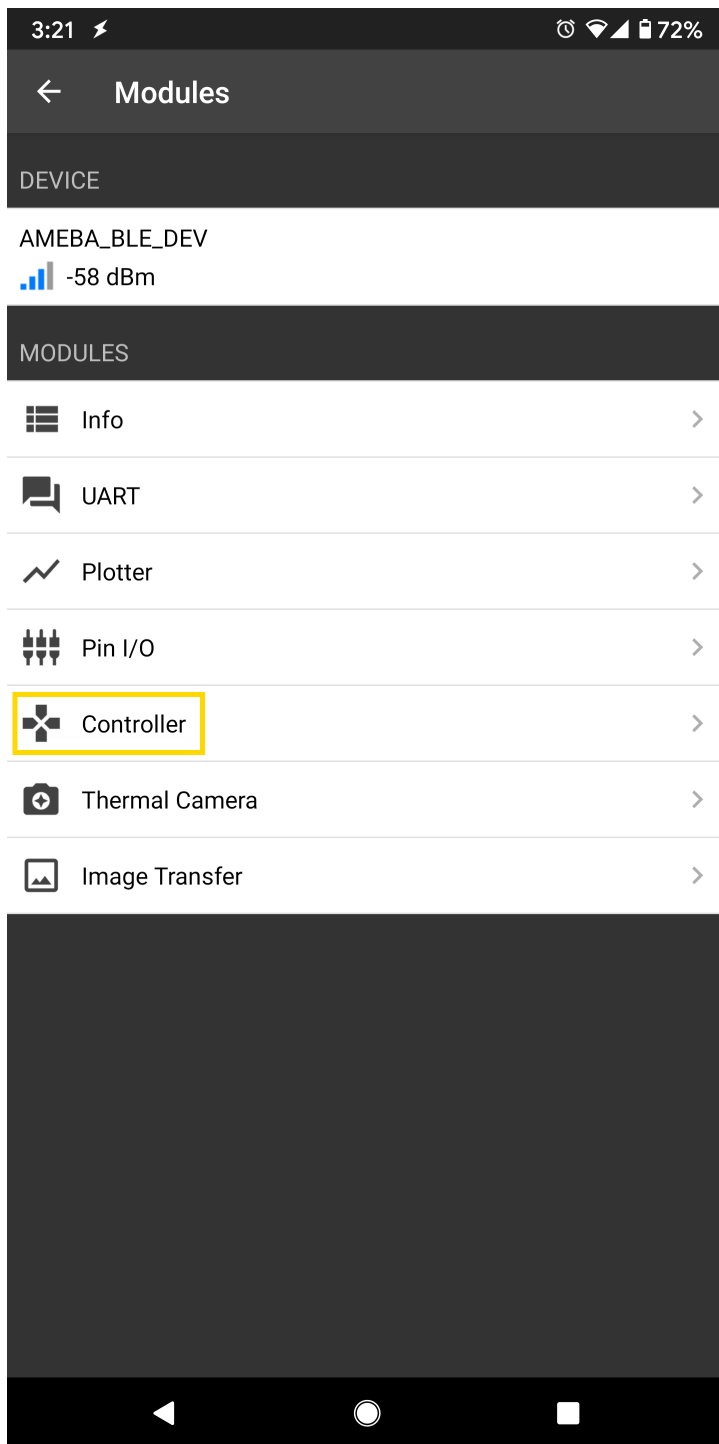 3:21 72%
Modules
DEVICE
AMEBA_BLE_DEV
-58 dBm
MODULES
Info
UART
Plotter
Pin I/O
Controller
Thermal Camera
Image Transfer